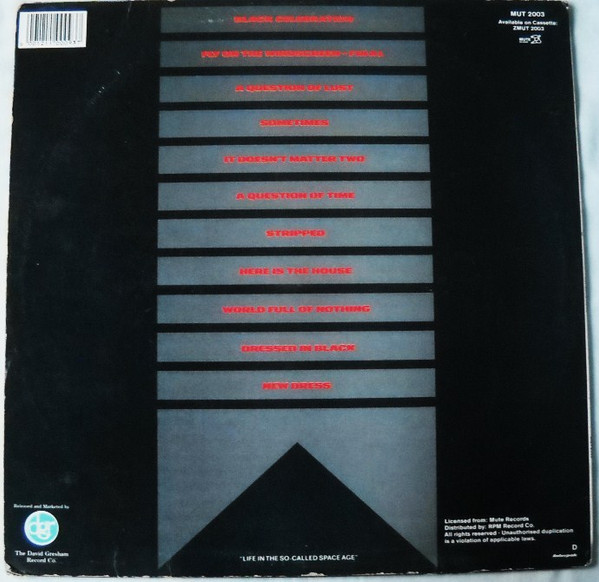 MUT 2003
Available on Cassette:
ZMUT 2003
MUTE
BLACK CELEBRATION
FLY ON THE WINDSCREEN - FINAL
A QUESTION OF LUST
SOMETIMES
IT DOESN'T MATTER TWO
A QUESTION OF TIME
STRIPPED
HERE IS THE HOUSE
WORLD FULL OF NOTHING
DRESSED IN BLACK
NEW DRESS
Released and Marketed by
dgr
The David Gresham
Record Co.
"LIFE IN THE SO-CALLED SPACE AGE"
Licensed from: Mute Records
Distributed by: RPM Record Co.
All rights reserved · Unauthorised duplication
is a violation of applicable laws.
D